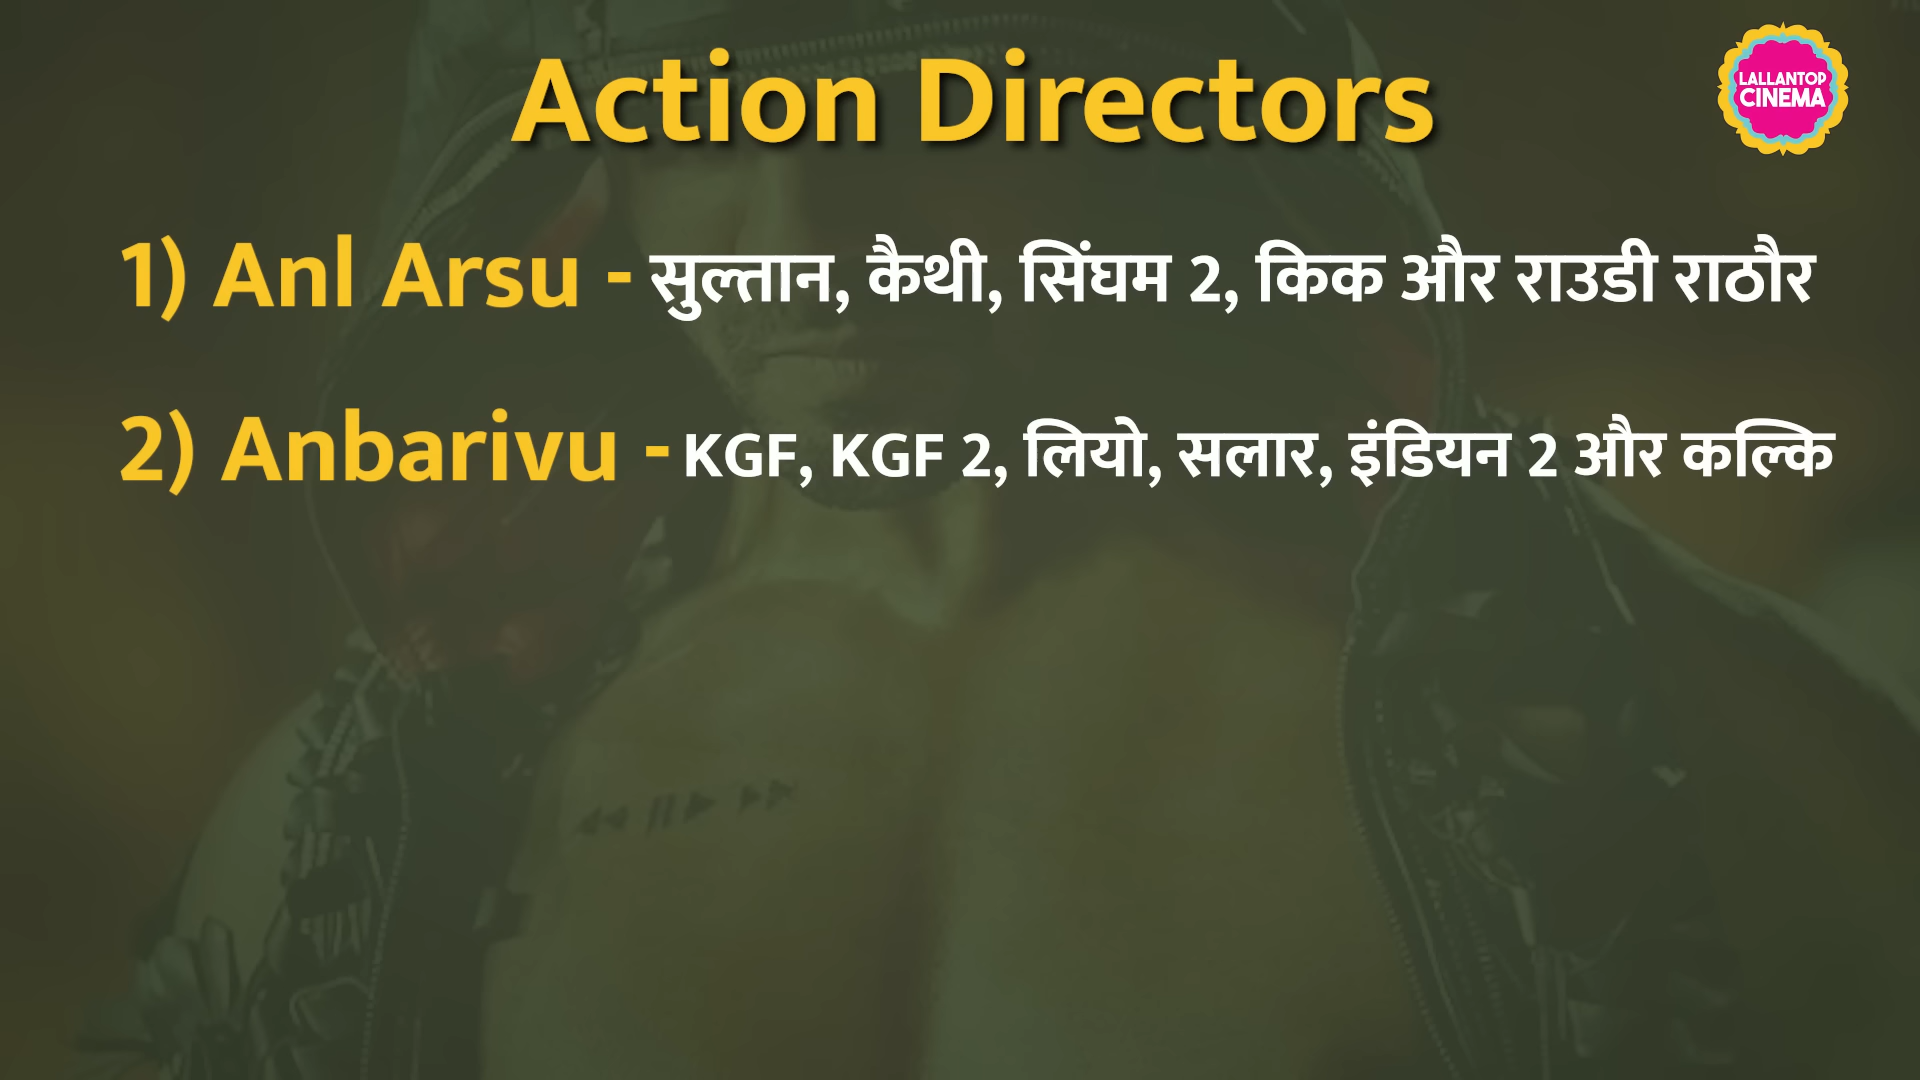 Action Directors
LALLANTOP
CINEMA
1) Anl Arsu - सुल्तान, कैथी, सिंघम 2, किक और राउडी राठौर
2) Anbarivu - KGF, KGF 2, लियो, सलार, इंडियन 2 और कल्कि